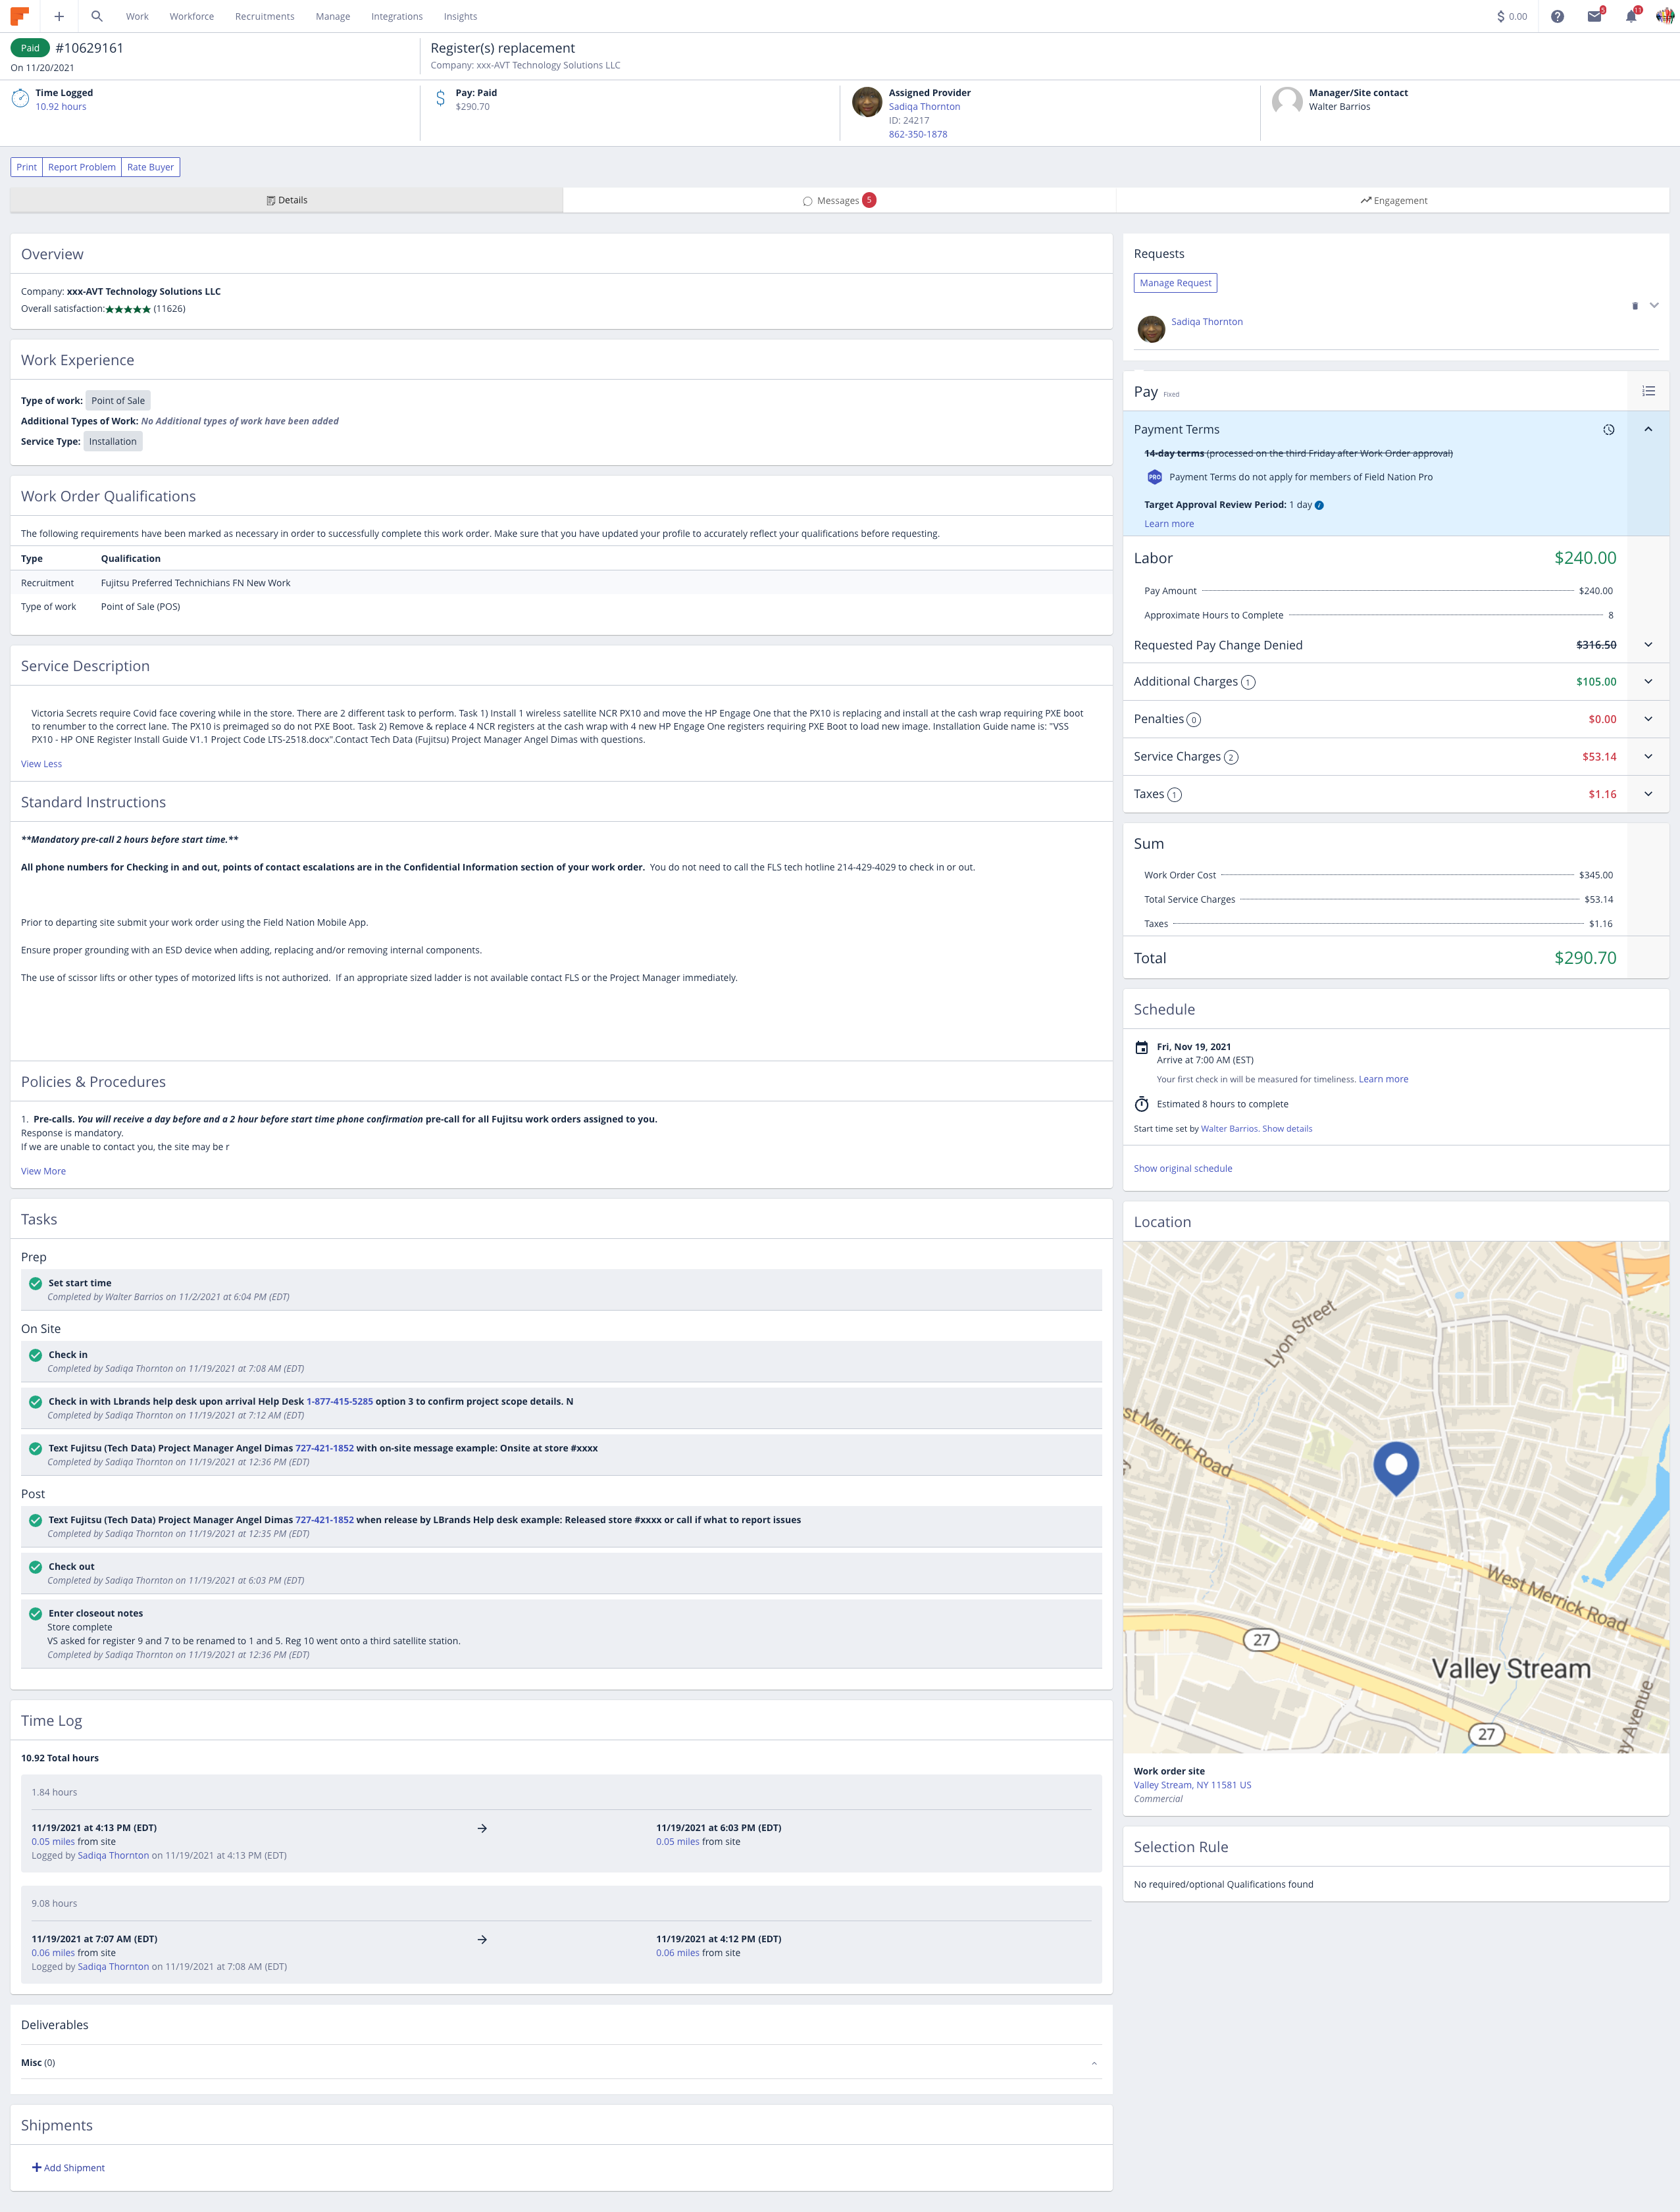 Work Workforce Recruitments Manage Integrations Insights
$ 0.00 5 11
Paid #10629161
On 11/20/2021
Register(s) replacement
Company: xxx-AVT Technology Solutions LLC
Time Logged
10.92 hours
Pay: Paid
$290.70
Assigned Provider
Sadiqa Thornton
ID: 24217
862-350-1878
Manager/Site contact
Walter Barrios
Print Report Problem Rate Buyer
Details Messages 5 Engagement
Overview
Company: xxx-AVT Technology Solutions LLC
Overall satisfaction:★★★★★ (11626)
Work Experience
Type of work: Point of Sale
Additional Types of Work: No Additional types of work have been added
Service Type: Installation
Work Order Qualifications
The following requirements have been marked as necessary in order to successfully complete this work order. Make sure that you have updated your profile to accurately reflect your qualifications before requesting.
Type Qualification
Recruitment Fujitsu Preferred Technichians FN New Work
Type of work Point of Sale (POS)
Service Description
Victoria Secrets require Covid face covering while in the store. There are 2 different task to perform. Task 1) Install 1 wireless satellite NCR PX10 and move the HP Engage One that the PX10 is replacing and install at the cash wrap requiring PXE boot
to renumber to the correct lane. The PX10 is preimaged so do not PXE Boot. Task 2) Remove & replace 4 NCR registers at the cash wrap with 4 new HP Engage One registers requiring PXE Boot to load new image. Installation Guide name is: "VSS
PX10 - HP ONE Register Install Guide V1.1 Project Code LTS-2518.docx".Contact Tech Data (Fujitsu) Project Manager Angel Dimas with questions.
View Less
Standard Instructions
**Mandatory pre-call 2 hours before start time.**
All phone numbers for Checking in and out, points of contact escalations are in the Confidential Information section of your work order. You do not need to call the FLS tech hotline 214-429-4029 to check in or out.
Prior to departing site submit your work order using the Field Nation Mobile App.
Ensure proper grounding with an ESD device when adding, replacing and/or removing internal components.
The use of scissor lifts or other types of motorized lifts is not authorized. If an appropriate sized ladder is not available contact FLS or the Project Manager immediately.
Policies & Procedures
1. Pre-calls. You will receive a day before and a 2 hour before start time phone confirmation pre-call for all Fujitsu work orders assigned to you.
Response is mandatory.
If we are unable to contact you, the site may be r
View More
Tasks
Prep
Set start time
Completed by Walter Barrios on 11/2/2021 at 6:04 PM (EDT)
On Site
Check in
Completed by Sadiqa Thornton on 11/19/2021 at 7:08 AM (EDT)
Check in with Lbrands help desk upon arrival Help Desk 1-877-415-5285 option 3 to confirm project scope details. N
Completed by Sadiqa Thornton on 11/19/2021 at 7:12 AM (EDT)
Text Fujitsu (Tech Data) Project Manager Angel Dimas 727-421-1852 with on-site message example: Onsite at store #xxxx
Completed by Sadiqa Thornton on 11/19/2021 at 12:36 PM (EDT)
Post
Text Fujitsu (Tech Data) Project Manager Angel Dimas 727-421-1852 when release by LBrands Help desk example: Released store #xxxx or call if what to report issues
Completed by Sadiqa Thornton on 11/19/2021 at 12:35 PM (EDT)
Check out
Completed by Sadiqa Thornton on 11/19/2021 at 6:03 PM (EDT)
Enter closeout notes
Store complete
VS asked for register 9 and 7 to be renamed to 1 and 5. Reg 10 went onto a third satellite station.
Completed by Sadiqa Thornton on 11/19/2021 at 12:36 PM (EDT)
Time Log
10.92 Total hours
1.84 hours
11/19/2021 at 4:13 PM (EDT) → 11/19/2021 at 6:03 PM (EDT)
0.05 miles from site 0.05 miles from site
Logged by Sadiqa Thornton on 11/19/2021 at 4:13 PM (EDT)
9.08 hours
11/19/2021 at 7:07 AM (EDT) → 11/19/2021 at 4:12 PM (EDT)
0.06 miles from site 0.06 miles from site
Logged by Sadiqa Thornton on 11/19/2021 at 7:08 AM (EDT)
Deliverables
Misc (0)
Shipments
+ Add Shipment
Requests
Manage Request
Sadiqa Thornton
Pay Fixed
Payment Terms
14-day terms (processed on the third Friday after Work Order approval)
PRO Payment Terms do not apply for members of Field Nation Pro
Target Approval Review Period: 1 day
Learn more
Labor $240.00
Pay Amount $240.00
Approximate Hours to Complete 8
Requested Pay Change Denied $316.50
Additional Charges 1 $105.00
Penalties 0 $0.00
Service Charges 2 $53.14
Taxes 1 $1.16
Sum
Work Order Cost $345.00
Total Service Charges $53.14
Taxes $1.16
Total $290.70
Schedule
Fri, Nov 19, 2021
Arrive at 7:00 AM (EST)
Your first check in will be measured for timeliness. Learn more
Estimated 8 hours to complete
Start time set by Walter Barrios. Show details
Show original schedule
Location
Lyon Street
st Merrick Road
West Merrick Road
27
Valley Stream
27
ay Avenue
Work order site
Valley Stream, NY 11581 US
Commercial
Selection Rule
No required/optional Qualifications found